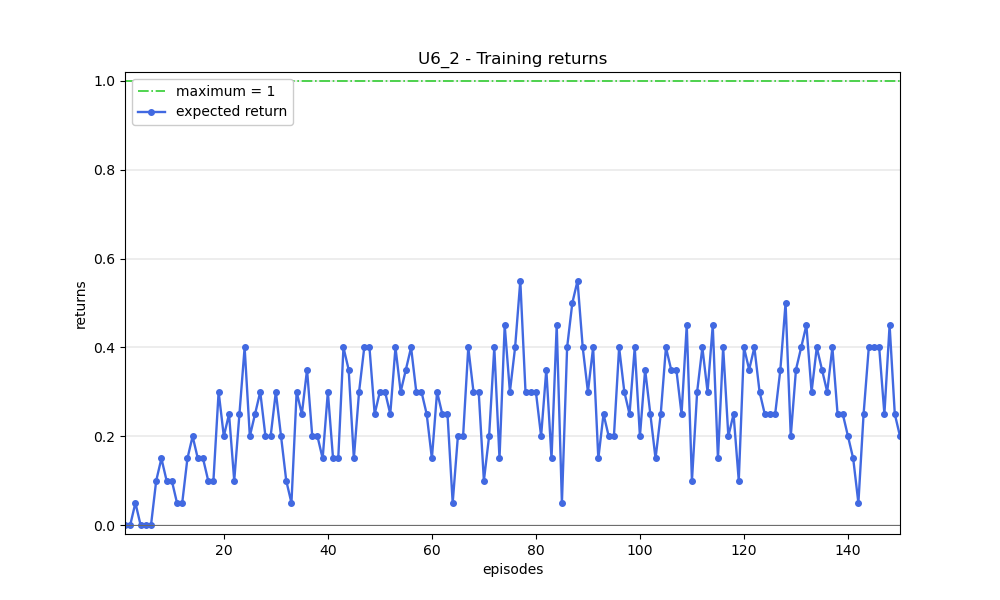 U6_2 - Training returns
1.0
maximum = 1
expected return
0.8
0.6
0.4
0.2
0.0
returns
20
40
60
80
100
120
140
episodes